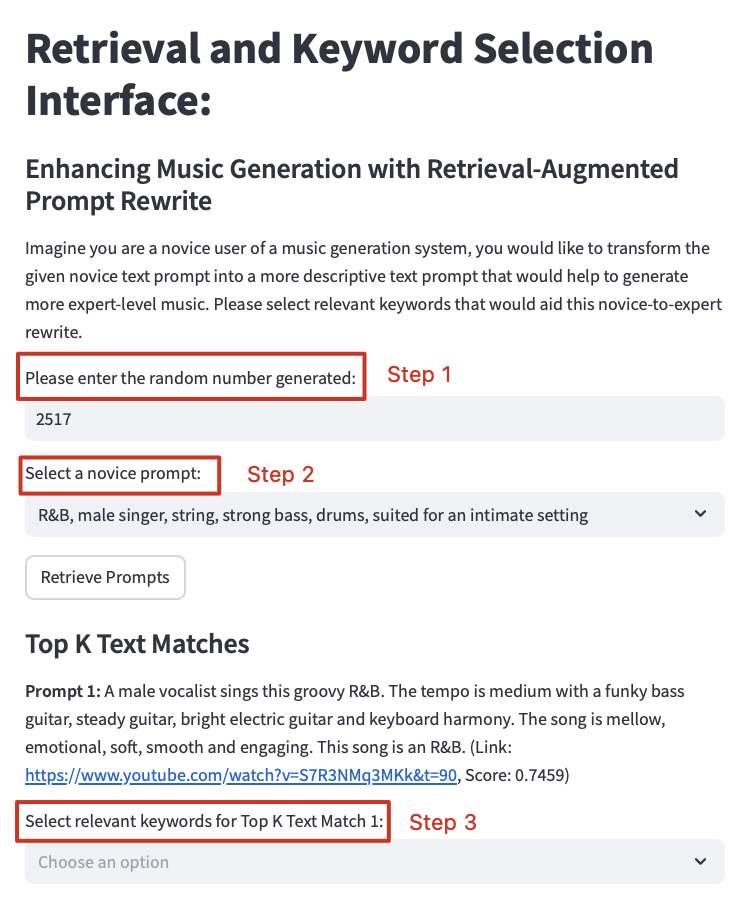 Retrieval and Keyword Selection
Interface:
Enhancing Music Generation with Retrieval-Augmented
Prompt Rewrite
Imagine you are a novice user of a music generation system, you would like to transform the
given novice text prompt into a more descriptive text prompt that would help to generate
more expert-level music. Please select relevant keywords that would aid this novice-to-expert
rewrite.
Please enter the random number generated: Step 1
2517
Select a novice prompt: Step 2
R&B, male singer, string, strong bass, drums, suited for an intimate setting
Retrieve Prompts
Top K Text Matches
Prompt 1: A male vocalist sings this groovy R&B. The tempo is medium with a funky bass
guitar, steady guitar, bright electric guitar and keyboard harmony. The song is mellow,
emotional, soft, smooth and engaging. This song is an R&B. (Link:
https://www.youtube.com/watch?v=S7R3NMq3MKk&t=90, Score: 0.7459)
Select relevant keywords for Top K Text Match 1: Step 3
Choose an option